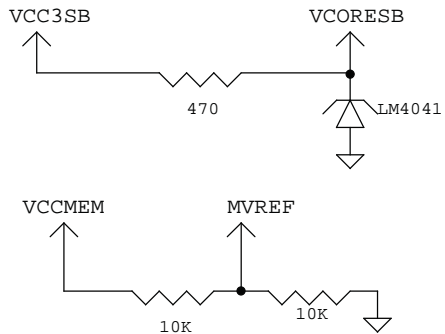 VCC3SB VCORESB
470
LM4041
VCCMEM MVREF
10K
10K